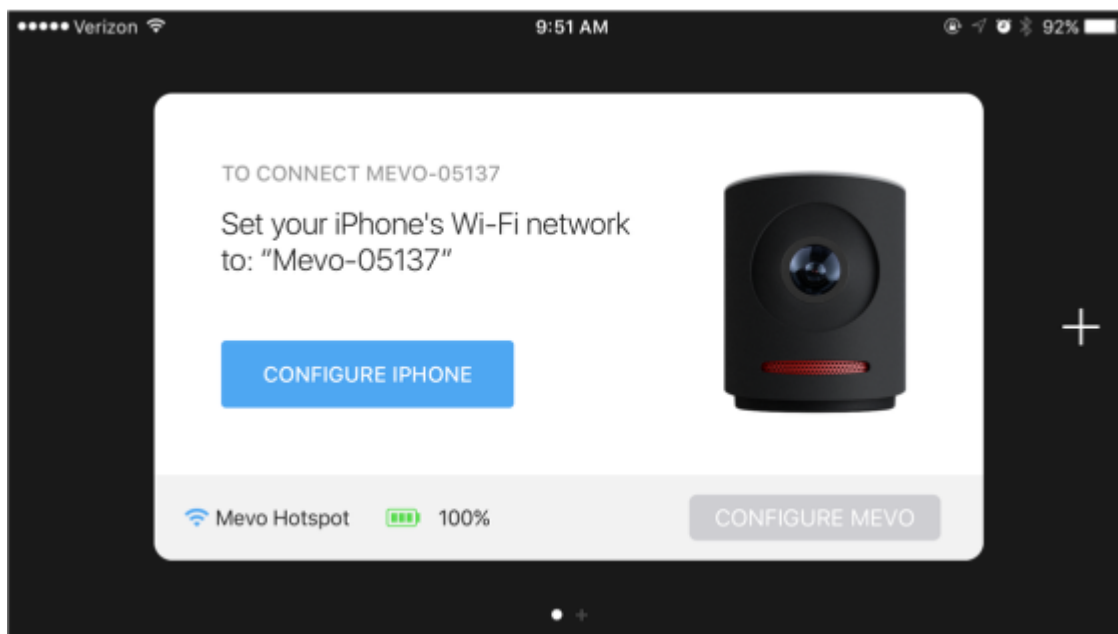 Verizon 9:51 AM 92%
TO CONNECT MEVO-05137
Set your iPhone's Wi-Fi network
to: “Mevo-05137”
CONFIGURE IPHONE
Mevo Hotspot 100% CONFIGURE MEVO